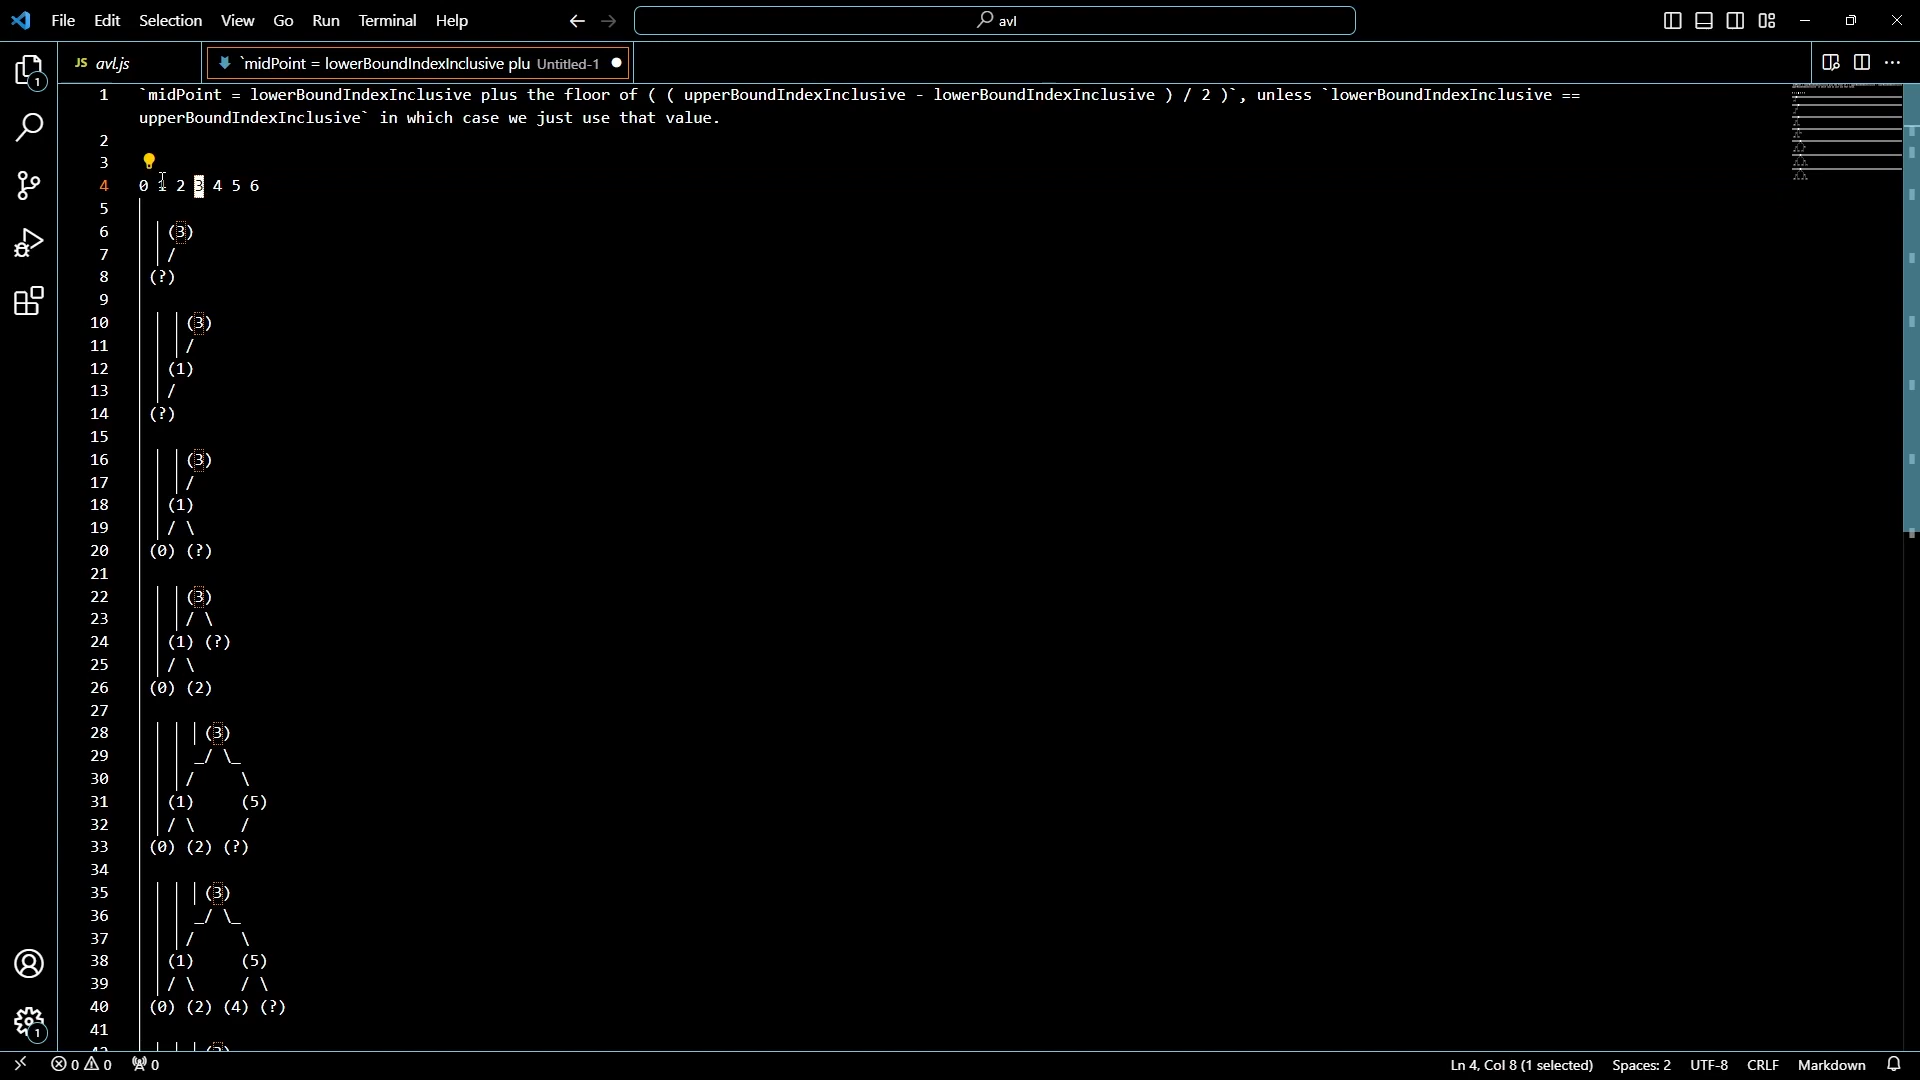 File Edit Selection View Go Run Terminal Help
avl
JS avl.js
`midPoint = lowerBoundIndexInclusive plu Untitled-1
1 `midPoint = lowerBoundIndexInclusive plus the floor of ( ( upperBoundIndexInclusive - lowerBoundIndexInclusive ) / 2 )`, unless `lowerBoundIndexInclusive ==
upperBoundIndexInclusive` in which case we just use that value.
2
3
4 0 1 2 3 4 5 6
5
6 (3)
7 /
8 (?)
9
10 (3)
11 /
12 (1)
13 /
14 (?)
15
16 (3)
17 /
18 (1)
19 / \
20 (0) (?)
21
22 (3)
23 / \
24 (1) (?)
25 / \
26 (0) (2)
27
28 (3)
29 _/ \_
30 / \
31 (1) (5)
32 / \ /
33 (0) (2) (?)
34
35 (3)
36 _/ \_
37 / \
38 (1) (5)
39 / \ / \
40 (0) (2) (4) (?)
41
1
1
0 0 0
Ln 4, Col 8 (1 selected) Spaces: 2 UTF-8 CRLF Markdown